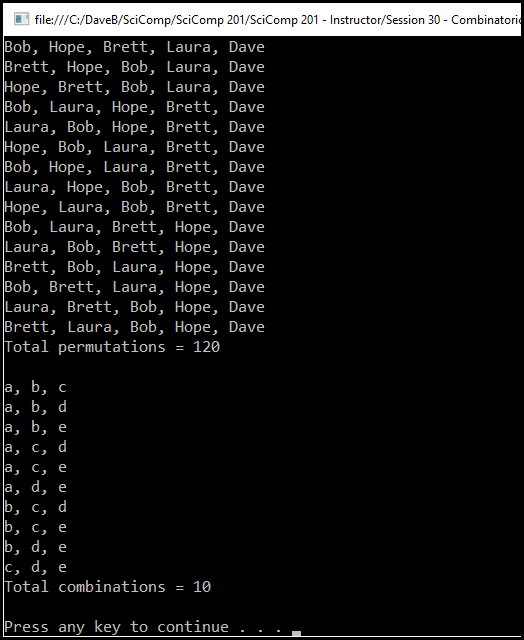 file:///C:/DaveB/SciComp/SciComp 201/SciComp 201 - Instructor/Session 30 - Combinatoric
Bob, Hope, Brett, Laura, Dave
Brett, Hope, Bob, Laura, Dave
Hope, Brett, Bob, Laura, Dave
Bob, Laura, Hope, Brett, Dave
Laura, Bob, Hope, Brett, Dave
Hope, Bob, Laura, Brett, Dave
Bob, Hope, Laura, Brett, Dave
Laura, Hope, Bob, Brett, Dave
Hope, Laura, Bob, Brett, Dave
Bob, Laura, Brett, Hope, Dave
Laura, Bob, Brett, Hope, Dave
Brett, Bob, Laura, Hope, Dave
Bob, Brett, Laura, Hope, Dave
Laura, Brett, Bob, Hope, Dave
Brett, Laura, Bob, Hope, Dave
Total permutations = 120
a, b, c
a, b, d
a, b, e
a, c, d
a, c, e
a, d, e
b, c, d
b, c, e
b, d, e
c, d, e
Total combinations = 10
Press any key to continue . . .